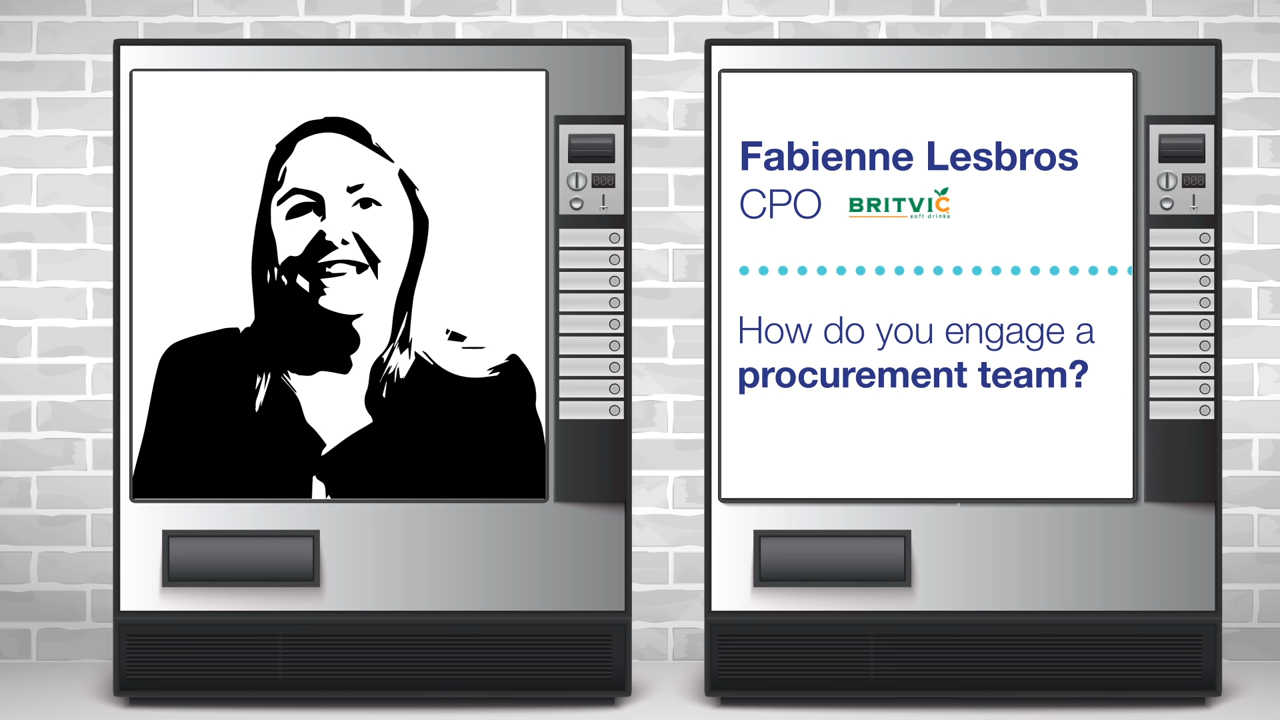 Fabienne Lesbros
CPO BRITVIC
soft drinks
How do you engage a
procurement team?